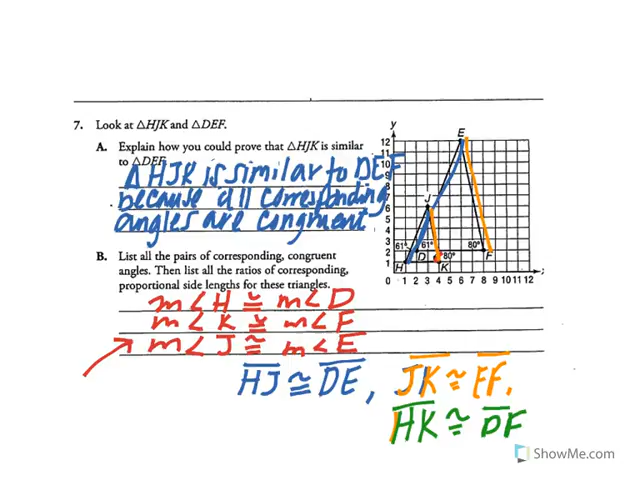 7. Look at △HJK and △DEF.
A. Explain how you could prove that △HJK is similar
to △DEF.
△ HJK is similar to DEF
because all corresponding
angles are congruent
B. List all the pairs of corresponding, congruent
angles. Then list all the ratios of corresponding,
proportional side lengths for these triangles.
m∠H ≅ m∠D
m∠K ≅ m∠F
m∠J ≅ m∠E
HJ ≅ DE, JK ≅ EF.
HK ≅ DF
y
12
11
10
9
8
7
6
5
4
3
2
1
0 1 2 3 4 5 6 7 8 9 10 11 12
E
J
61° 61° 80°
D F
80°
H K
ShowMe.com